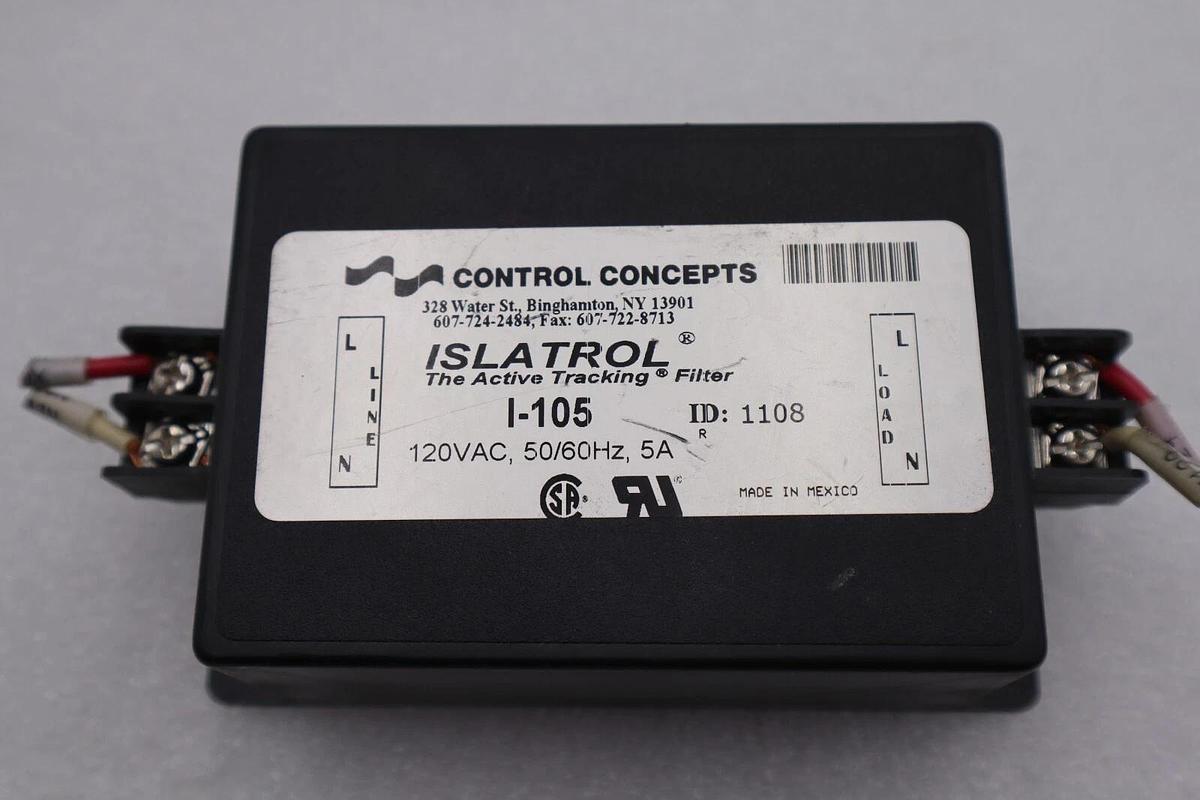 CONTROL CONCEPTS
328 Water St., Binghamton, NY 13901
607-724-2484, Fax: 607-722-8713
ISLATROL®
The Active Tracking® Filter
I-105 ID: 1108
R
120VAC, 50/60Hz, 5A
SA®
MADE IN MEXICO
L
LINE
N
L
LOAD
N